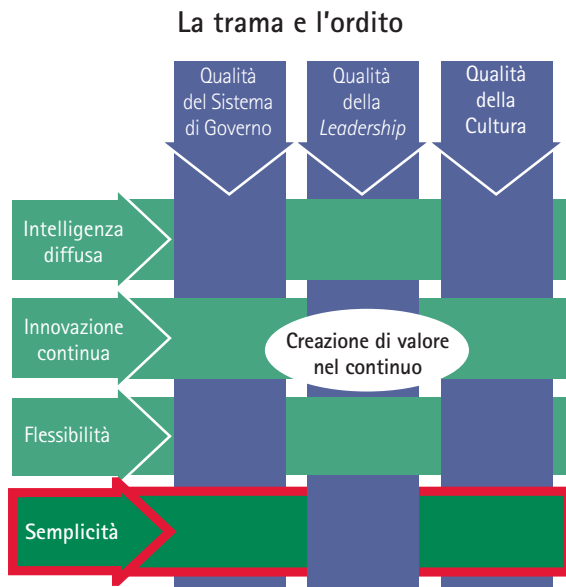 La trama e l'ordito
Qualità
del Sistema
di Governo
Qualità
della
Leadership
Qualità
della
Cultura
Intelligenza
diffusa
Innovazione
continua
Creazione di valore
nel continuo
Flessibilità
Semplicità